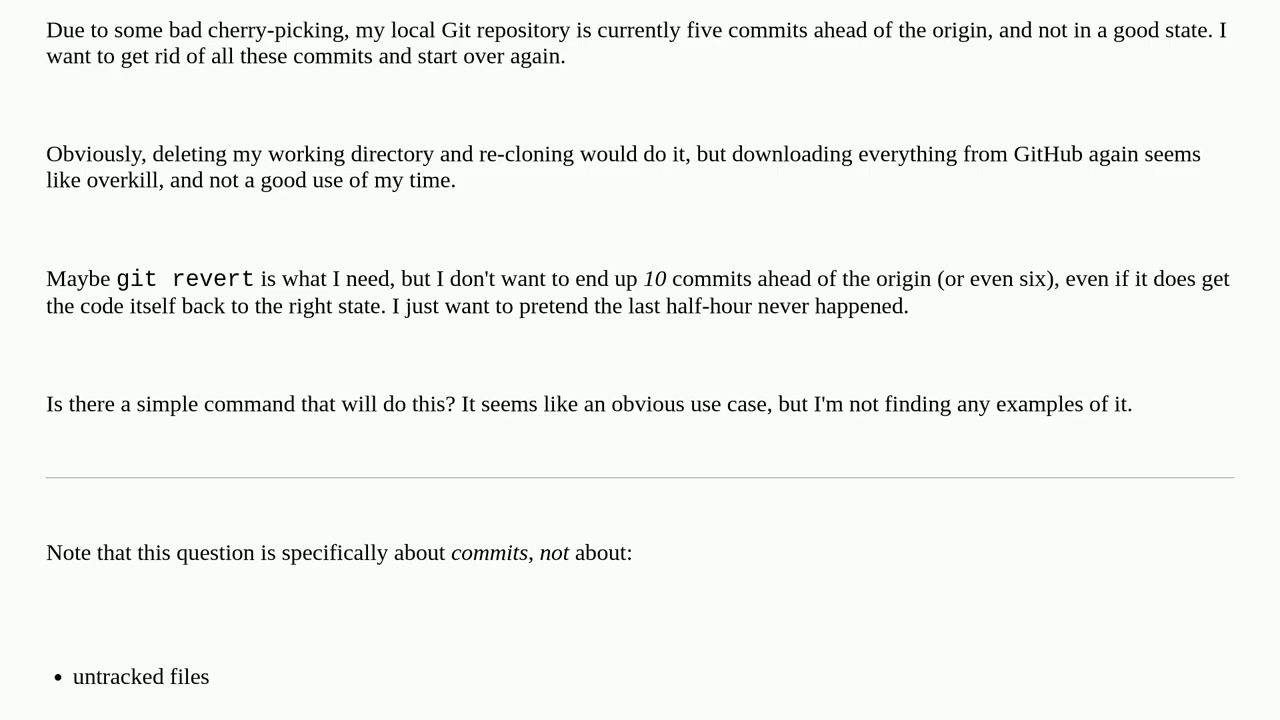 Due to some bad cherry-picking, my local Git repository is currently five commits ahead of the origin, and not in a good state. I
want to get rid of all these commits and start over again.
Obviously, deleting my working directory and re-cloning would do it, but downloading everything from GitHub again seems
like overkill, and not a good use of my time.
Maybe git revert is what I need, but I don't want to end up 10 commits ahead of the origin (or even six), even if it does get
the code itself back to the right state. I just want to pretend the last half-hour never happened.
Is there a simple command that will do this? It seems like an obvious use case, but I'm not finding any examples of it.
Note that this question is specifically about commits, not about:
• untracked files